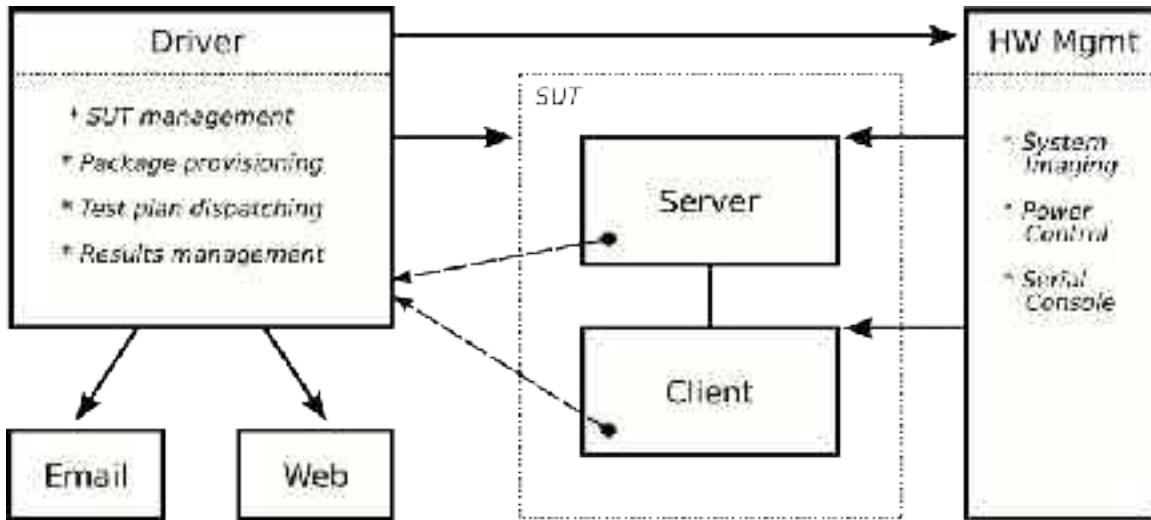 Driver
* SUT management
* Package provisioning
* Test plan dispatching
* Results management
HW Mgmt
* System
Imaging
* Power
Control
* Serial
Console
SUT
Server
Client
Email
Web